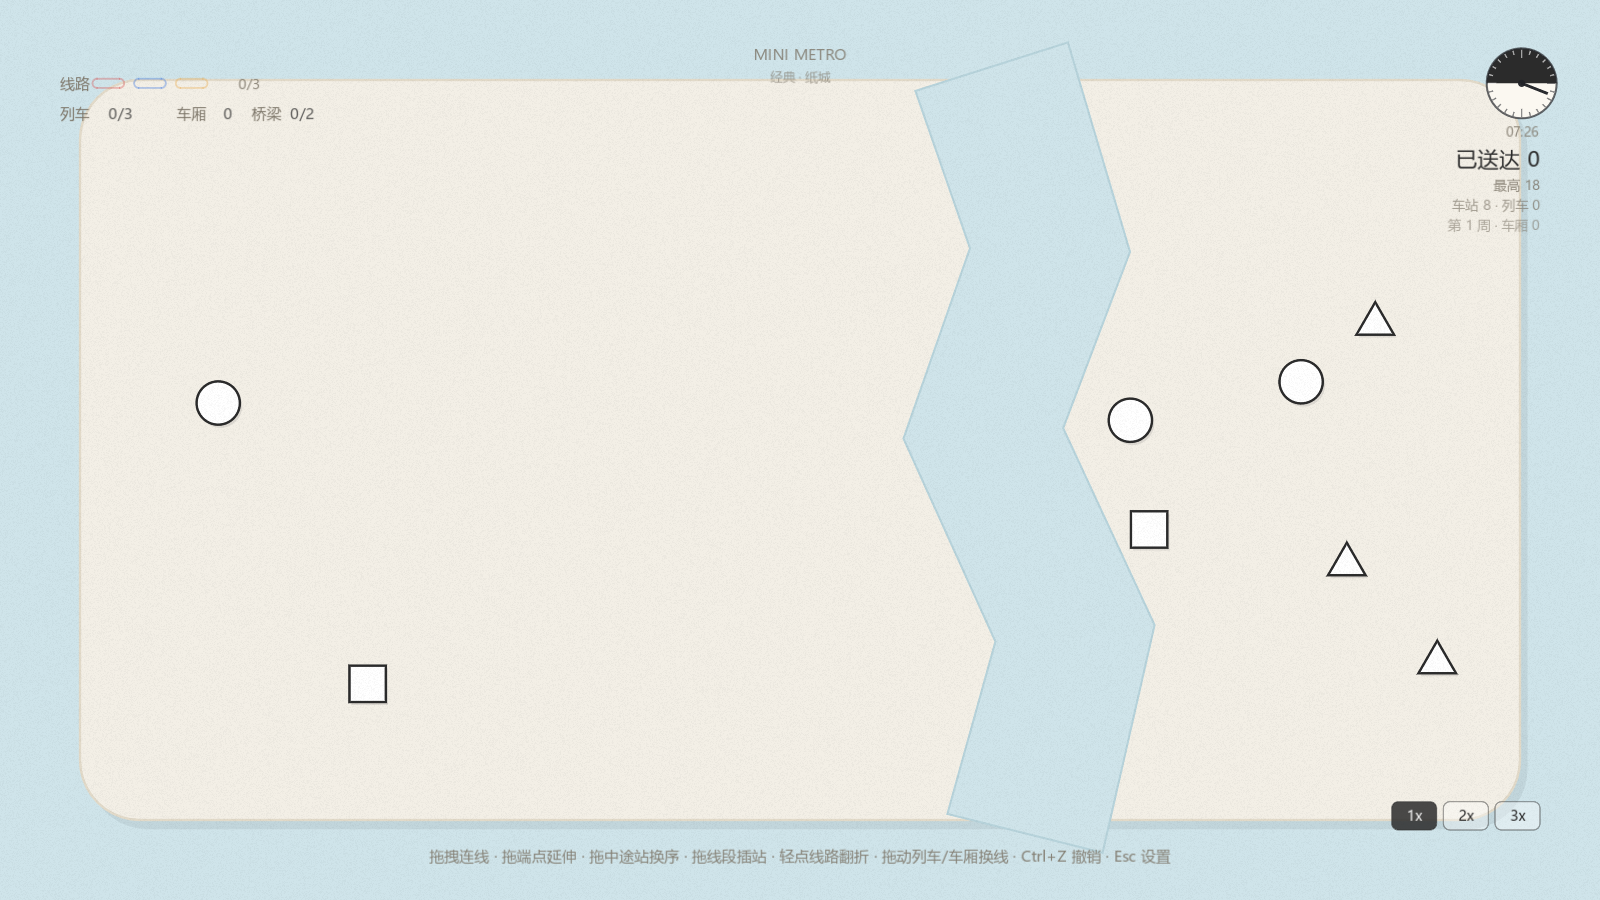 MINI METRO
经典 · 纸城
线路 0/3
列车 0/3 车厢 0 桥梁 0/2
07:26
已送达 0
最高 18
车站 8 · 列车 0
第 1 周 · 车厢 0
1x 2x 3x
拖拽连线 · 拖端点延伸 · 拖中途站换序 · 拖线段插站 · 轻点线路翻折 · 拖动列车/车厢换线 · Ctrl+Z 撤销 · Esc 设置